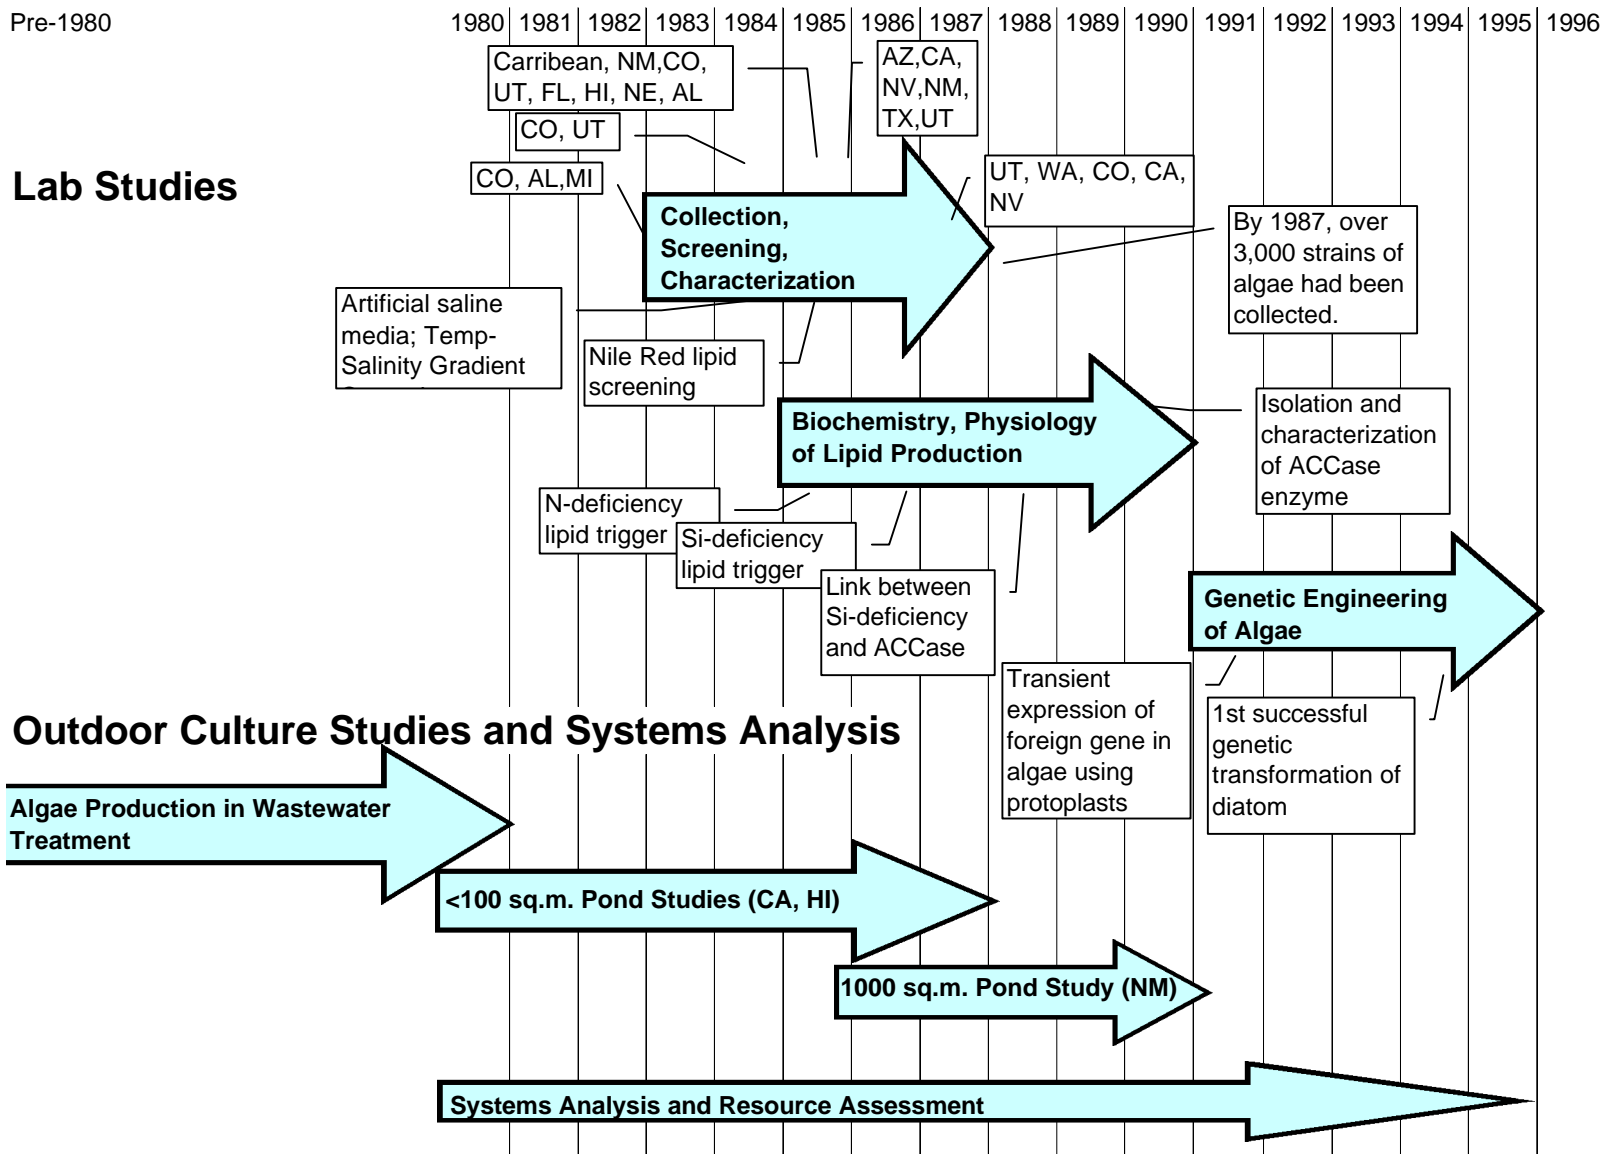 Pre-1980 1980 1981 1982 1983 1984 1985 1986 1987 1988 1989 1990 1991 1992 1993 1994 1995 1996
Carribean, NM,CO,
UT, FL, HI, NE, AL
AZ,CA,
NV,NM,
TX,UT
CO, UT
CO, AL,MI
UT, WA, CO, CA,
NV
Lab Studies
Collection,
Screening,
Characterization
By 1987, over
3,000 strains of
algae had been
collected.
Artificial saline
media; Temp-
Salinity Gradient
Nile Red lipid
screening
Biochemistry, Physiology
of Lipid Production
Isolation and
characterization
of ACCase
enzyme
N-deficiency
lipid trigger
Si-deficiency
lipid trigger
Link between
Si-deficiency
and ACCase
Genetic Engineering
of Algae
Transient
expression of
foreign gene in
algae using
protoplasts
1st successful
genetic
transformation of
diatom
Outdoor Culture Studies and Systems Analysis
Algae Production in Wastewater
Treatment
<100 sq.m. Pond Studies (CA, HI)
1000 sq.m. Pond Study (NM)
Systems Analysis and Resource Assessment